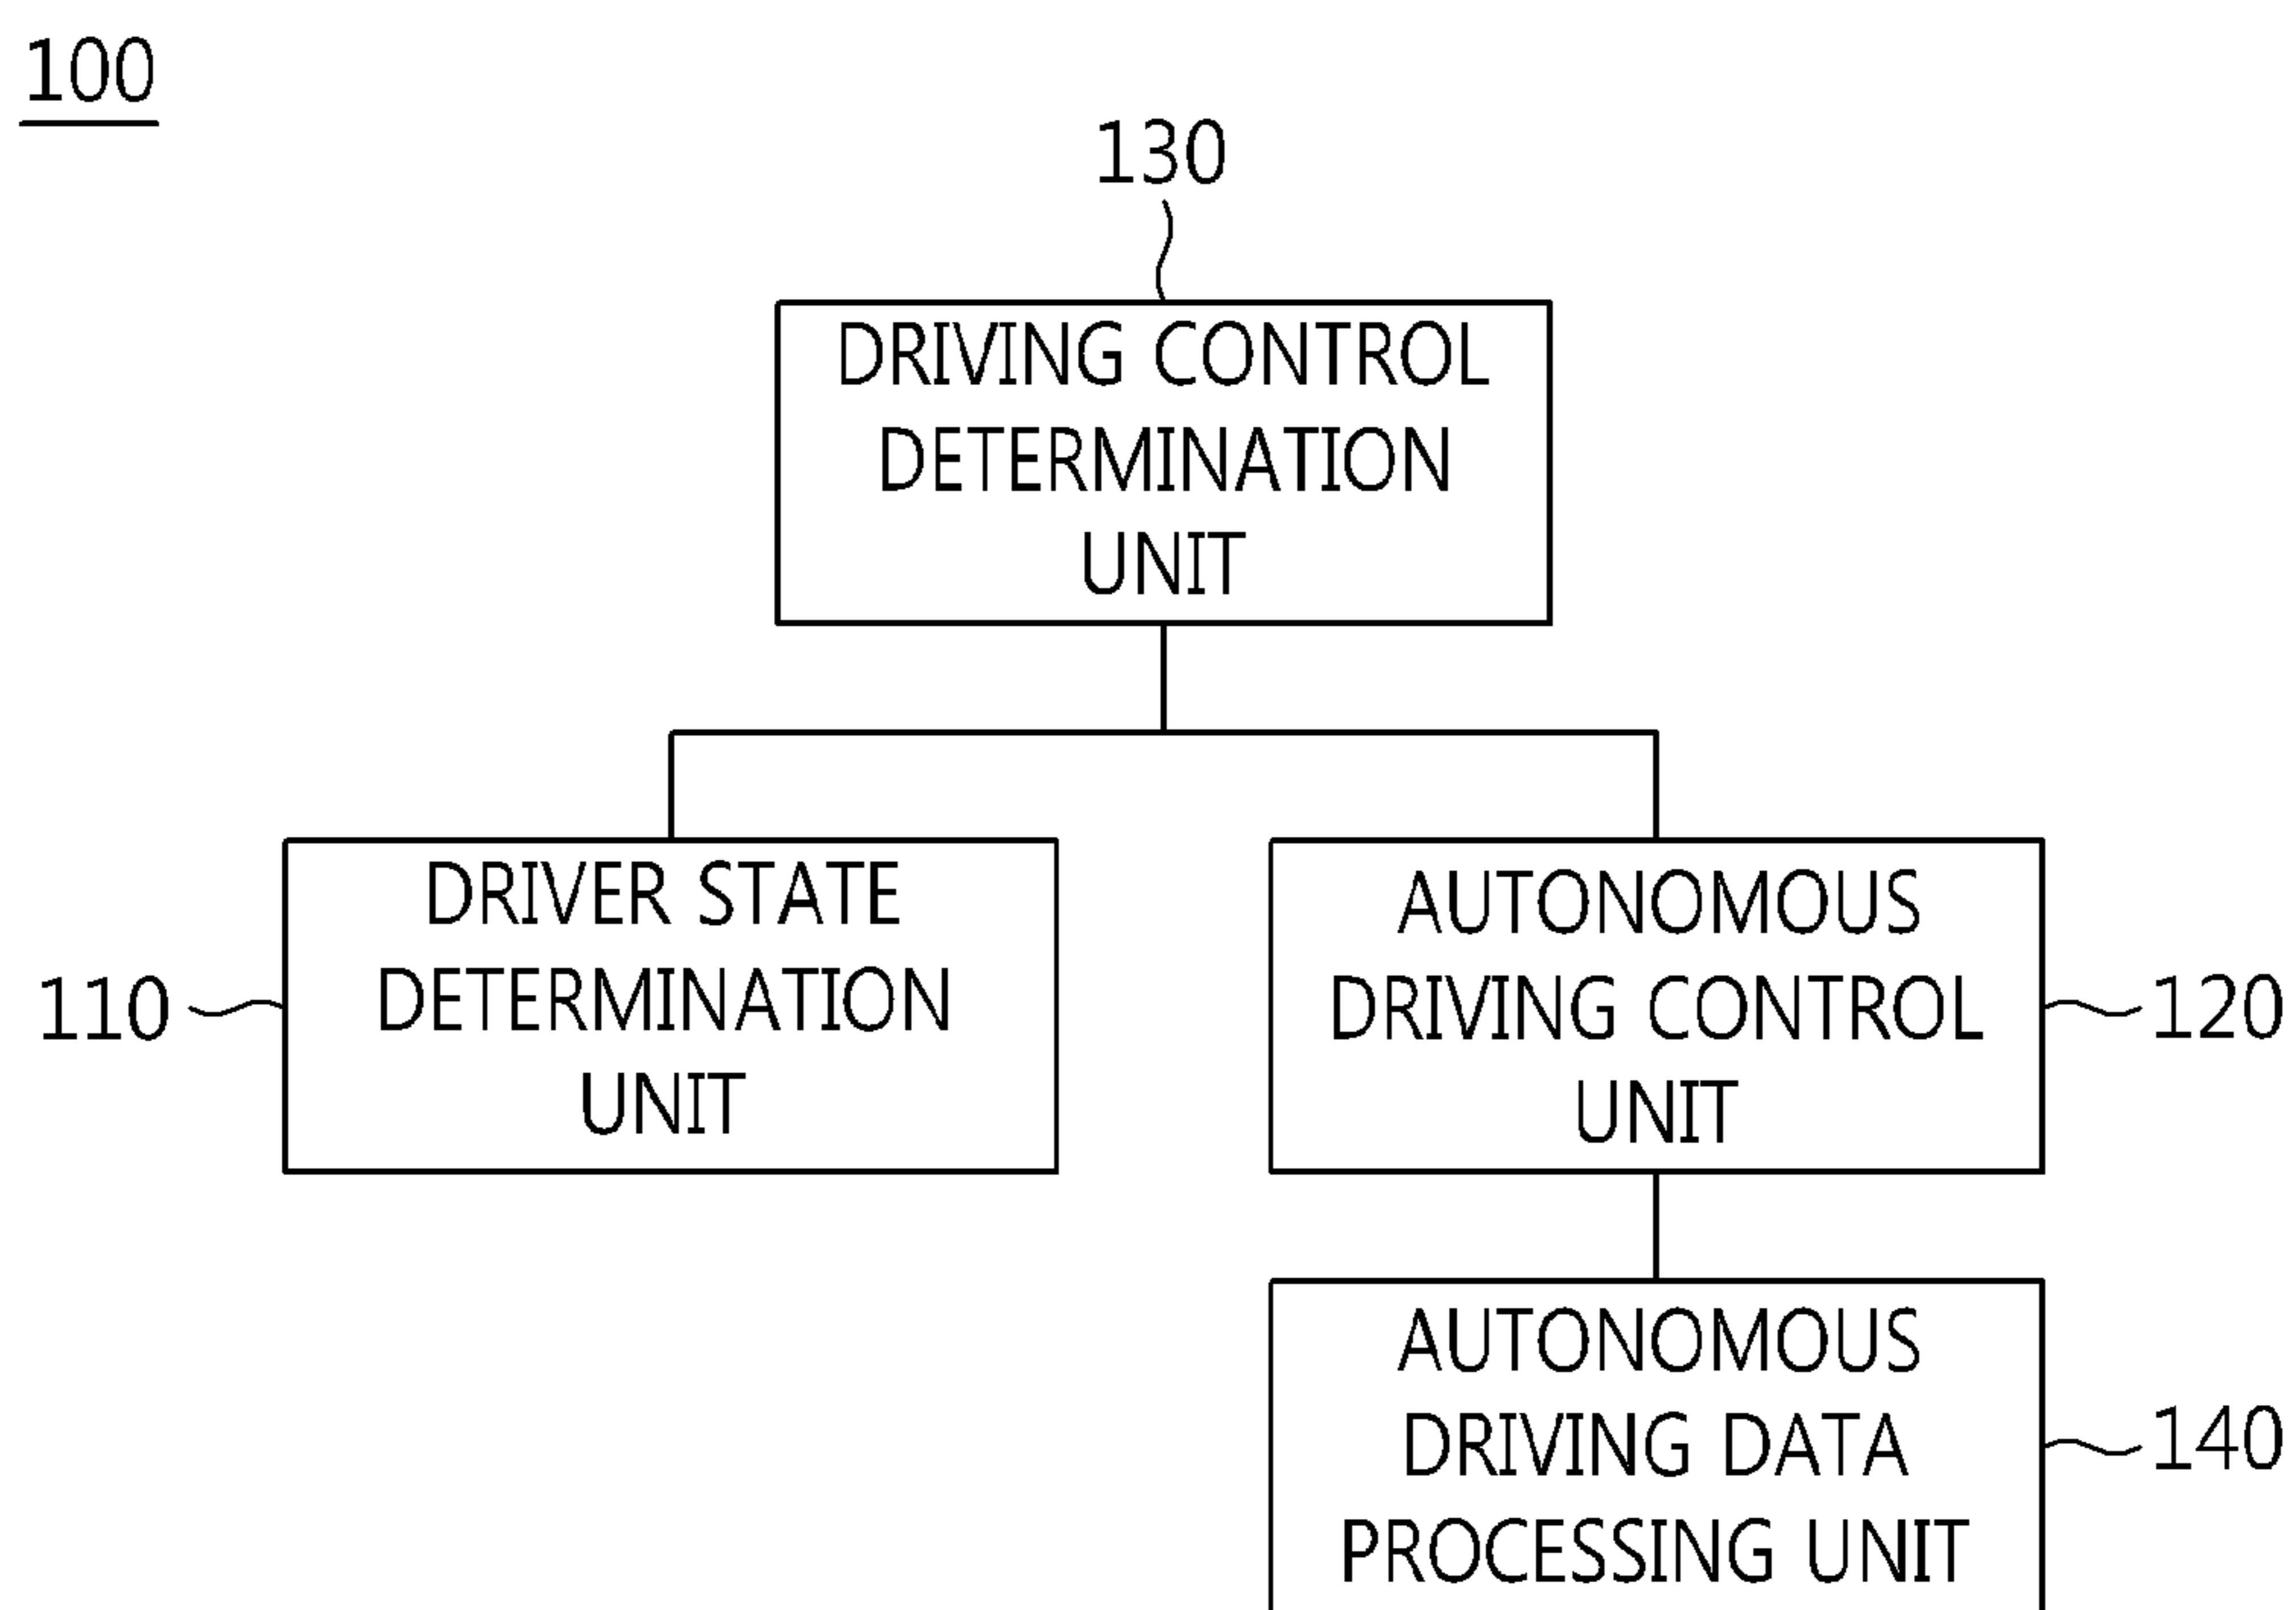 100
130
DRIVING CONTROL
DETERMINATION
UNIT
DRIVER STATE
DETERMINATION
UNIT
110
AUTONOMOUS
DRIVING CONTROL
UNIT
120
AUTONOMOUS
DRIVING DATA
PROCESSING UNIT
140